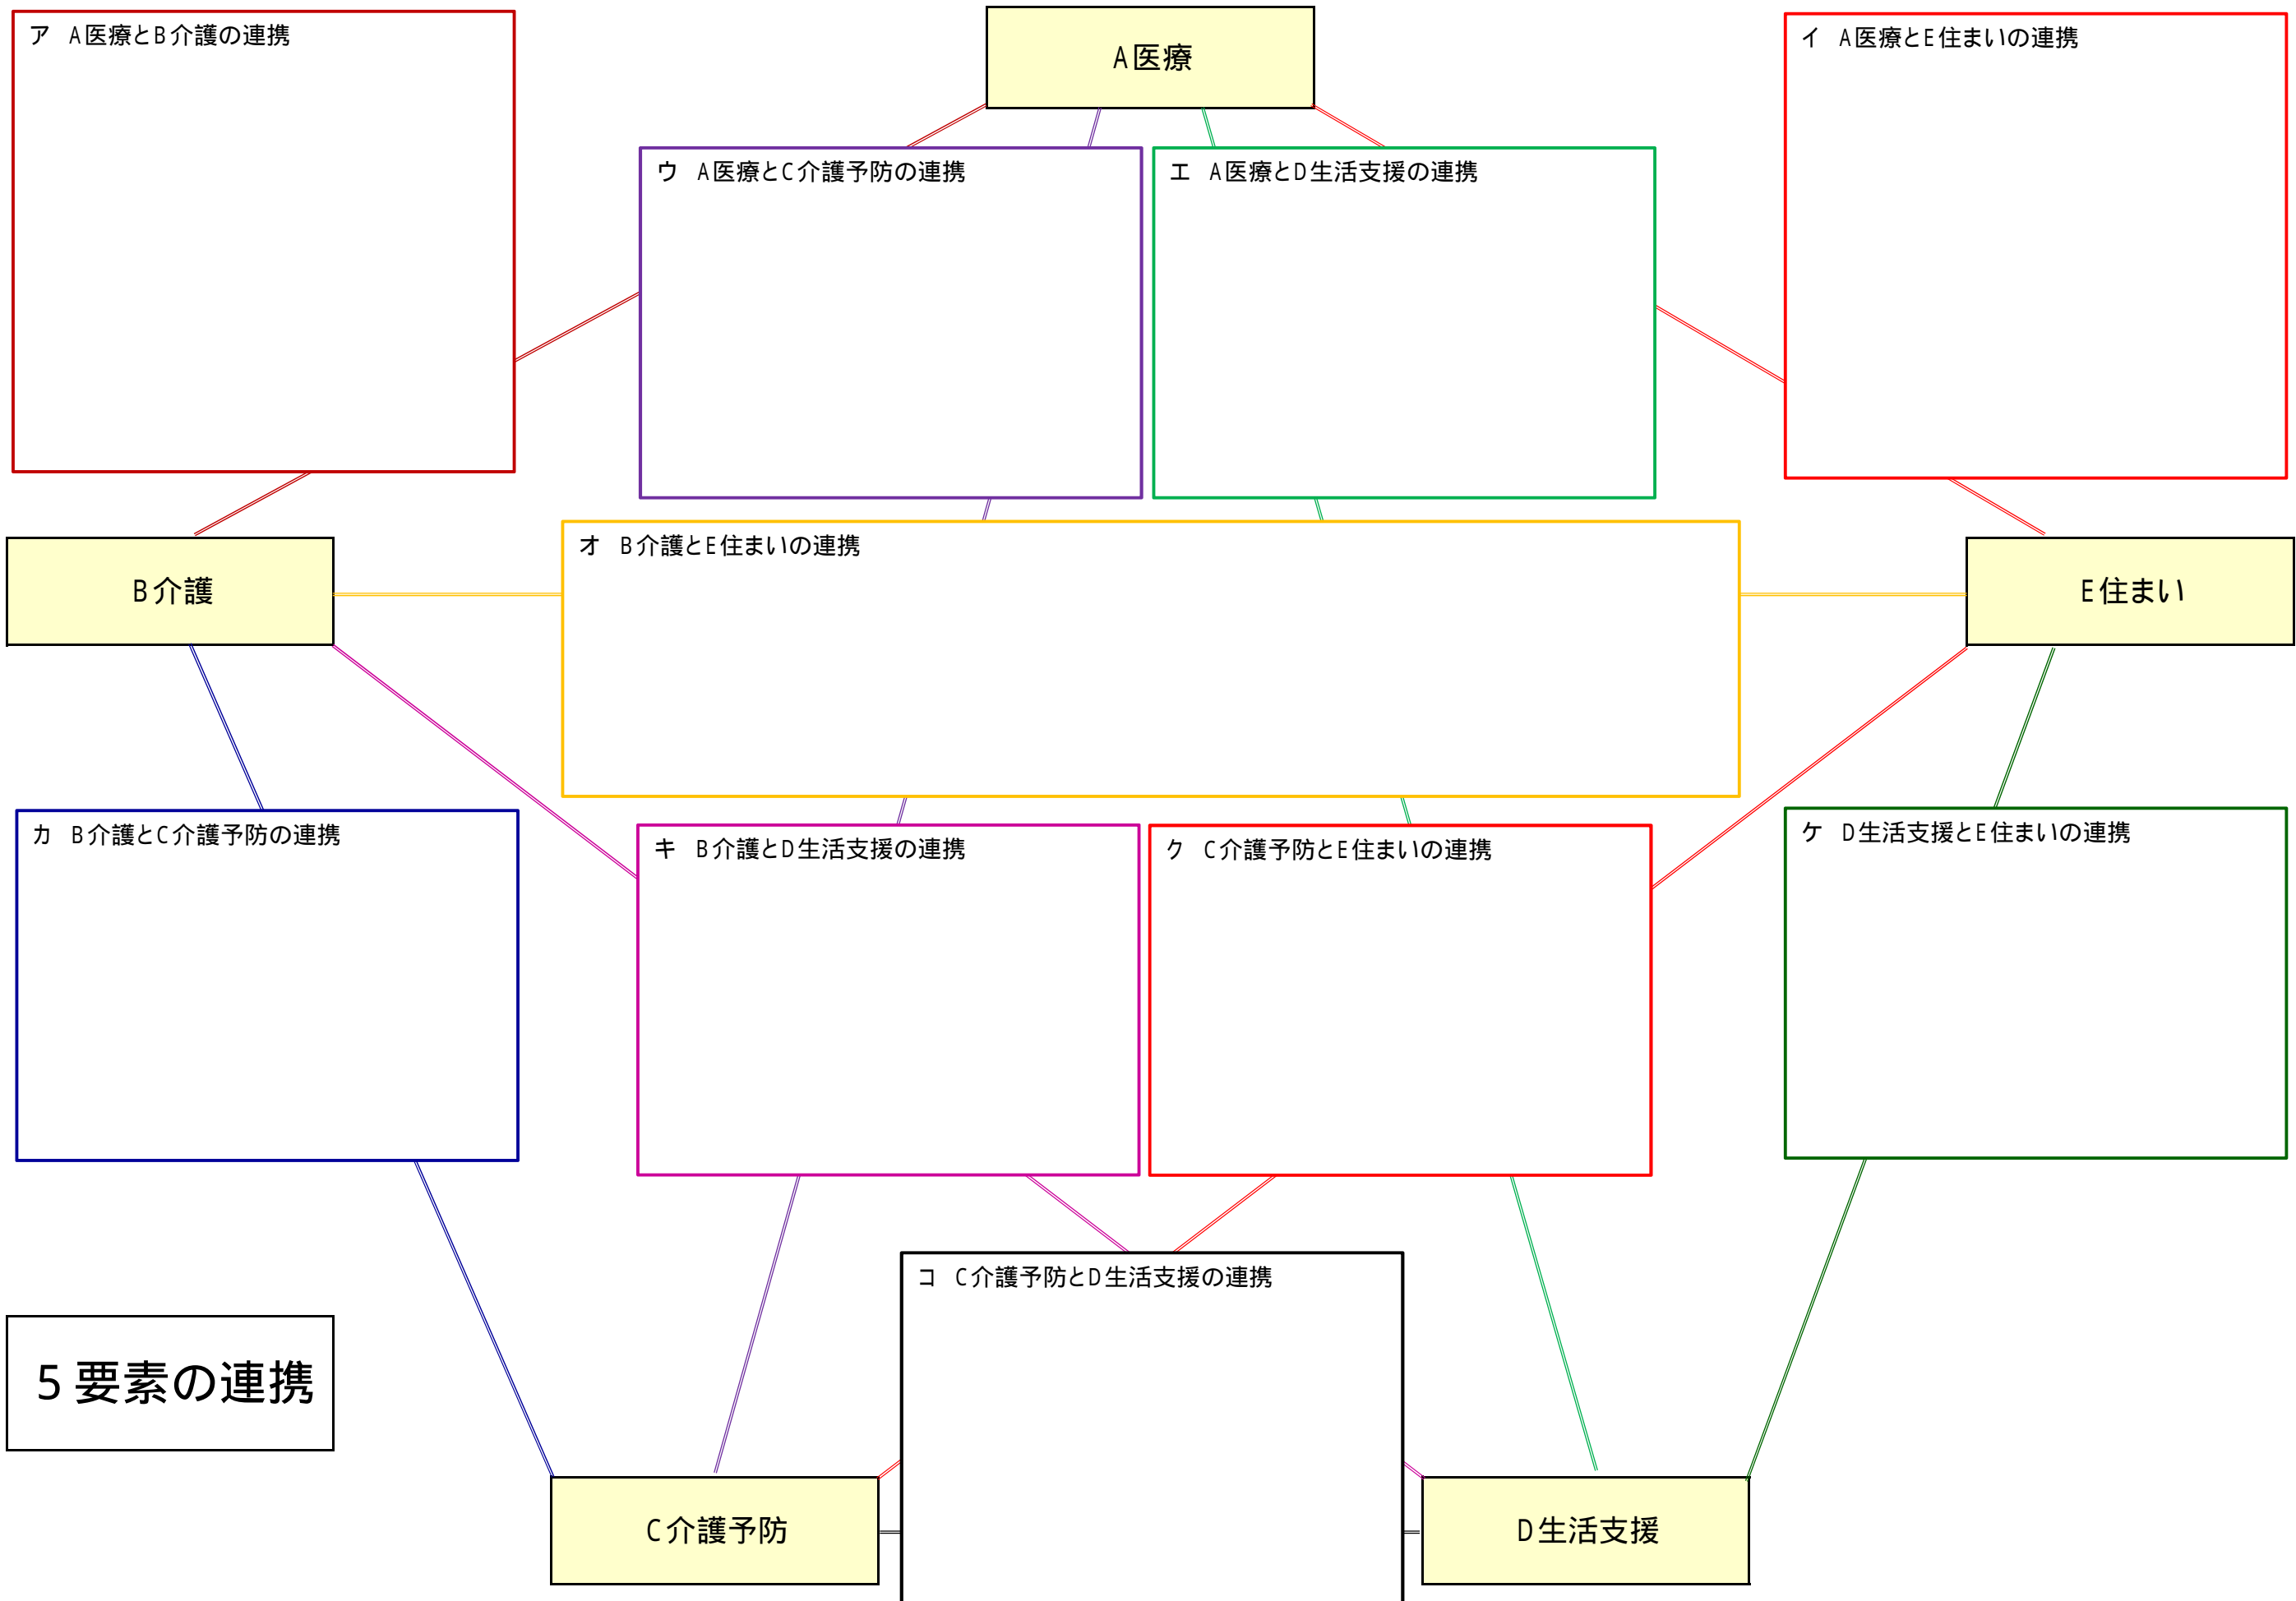 ア A医療とB介護の連携
A医療
イ A医療とE住まいの連携
ウ A医療とC介護予防の連携
エ A医療とD生活支援の連携
オ B介護とE住まいの連携
B介護
E住まい
カ B介護とC介護予防の連携
キ B介護とD生活支援の連携
ク C介護予防とE住まいの連携
ケ D生活支援とE住まいの連携
コ C介護予防とD生活支援の連携
５要素の連携
C介護予防
D生活支援